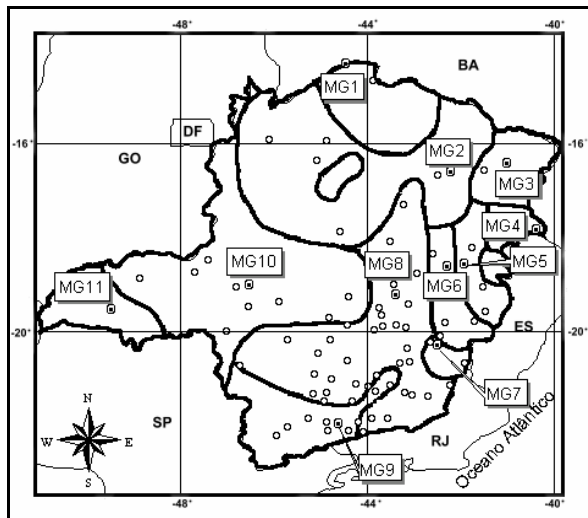 -48
-44
-40
BA
MG1
DF
-16
-16
MG2
GO
MG3
MG4
MG10
MG8
MG5
MG11
MG6
-20
-20
ES
MG7
N
SP
W
E
RJ
Oceano Atlântico
S
MG9
-48
-44
-40